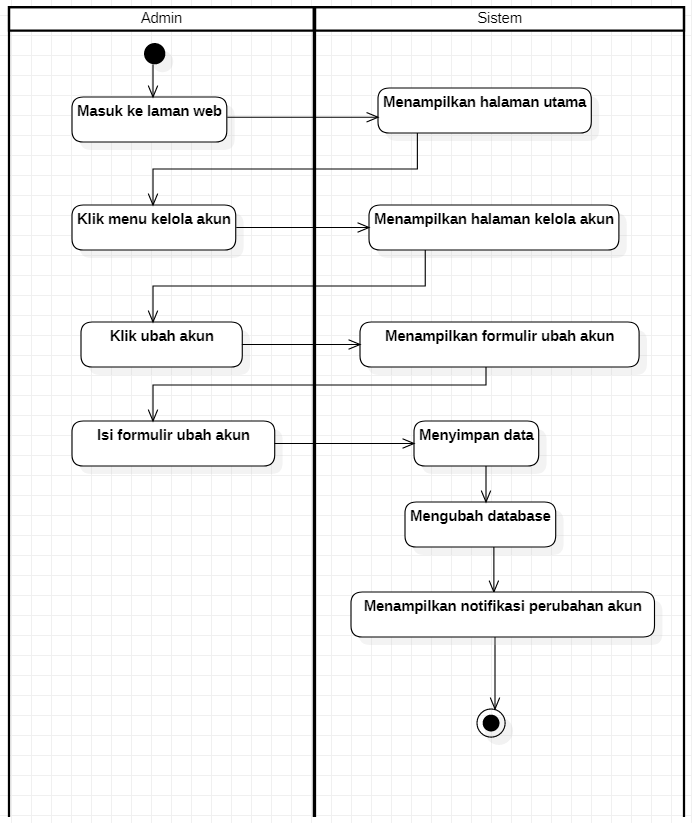 Admin
Sistem
Masuk ke laman web
Menampilkan halaman utama
Klik menu kelola akun
Menampilkan halaman kelola akun
Klik ubah akun
Menampilkan formulir ubah akun
Isi formulir ubah akun
Menyimpan data
Mengubah database
Menampilkan notifikasi perubahan akun